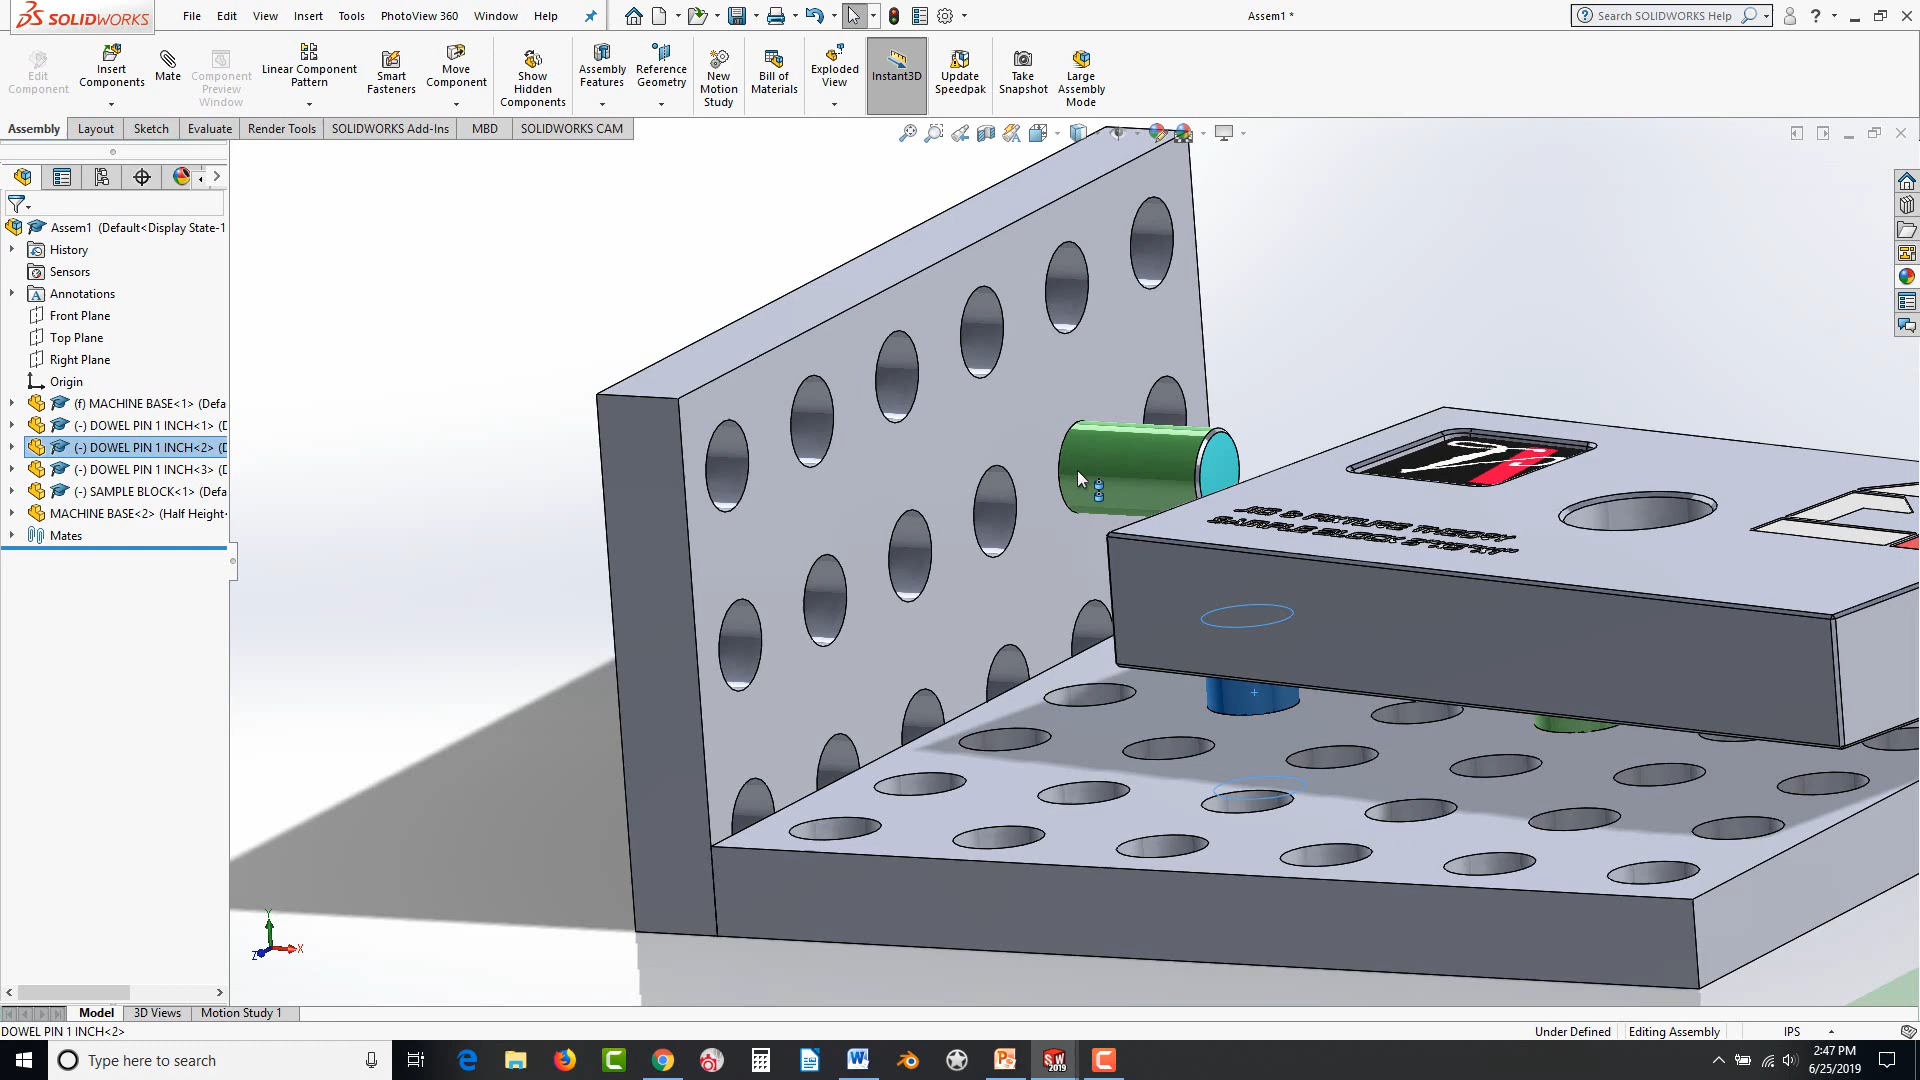 SOLIDWORKS
File Edit View Insert Tools PhotoView 360 Window Help
Assem1 *
Search SOLIDWORKS Help
Edit Component
Insert Components
Mate
Component Preview Window
Linear Component Pattern
Smart Fasteners
Move Component
Show Hidden Components
Assembly Features
Reference Geometry
New Motion Study
Bill of Materials
Exploded View
Instant3D
Update Speedpak
Take Snapshot
Large Assembly Mode
Assembly Layout Sketch Evaluate Render Tools SOLIDWORKS Add-Ins MBD SOLIDWORKS CAM
Assem1 (Default<Display State-1
History
Sensors
Annotations
Front Plane
Top Plane
Right Plane
Origin
(f) MACHINE BASE<1> (Defa
(-) DOWEL PIN 1 INCH<1> (D
(-) DOWEL PIN 1 INCH<2> (D
(-) DOWEL PIN 1 INCH<3> (D
(-) SAMPLE BLOCK<1> (Defa
MACHINE BASE<2> (Half Height-
Mates
JIG & FIXTURE THEORY
SAMPLE BLOCK
Y
X
Z
Model 3D Views Motion Study 1
DOWEL PIN 1 INCH<2>
Under Defined Editing Assembly IPS
Type here to search
2:47 PM
6/25/2019